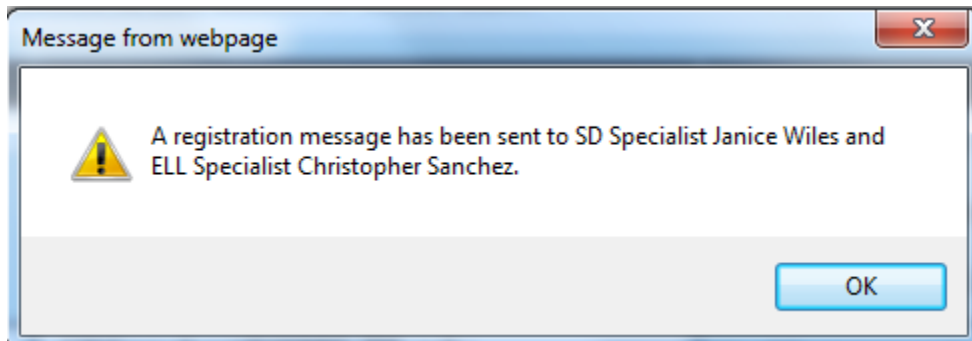 Message from webpage
A registration message has been sent to SD Specialist Janice Wiles and
ELL Specialist Christopher Sanchez.
OK